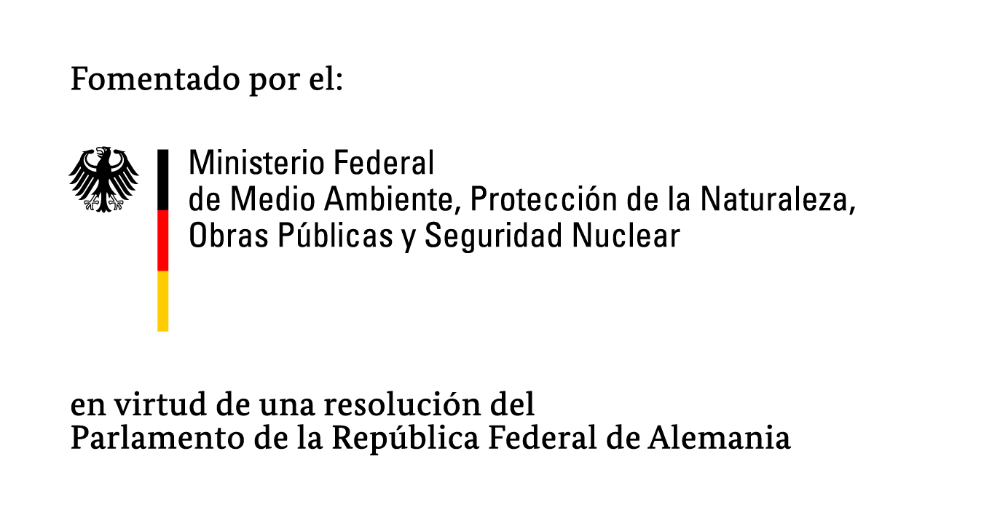 Fomentado por el:
Ministerio Federal
de Medio Ambiente, Protección de la Naturaleza,
Obras Públicas y Seguridad Nuclear
en virtud de una resolución del
Parlamento de la República Federal de Alemania